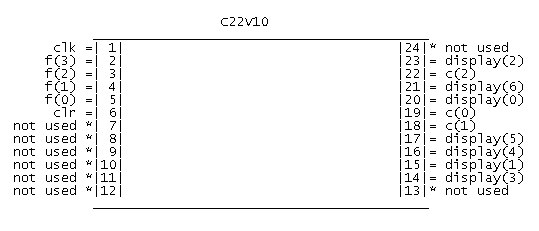 C22V10
clk =| 1| |24|* not used
f(3) =| 2| |23|= display(2)
f(2) =| 3| |22|= c(2)
f(1) =| 4| |21|= display(6)
f(0) =| 5| |20|= display(0)
clr =| 6| |19|= c(0)
not used *| 7| |18|= c(1)
not used *| 8| |17|= display(5)
not used *| 9| |16|= display(4)
not used *|10| |15|= display(1)
not used *|11| |14|= display(3)
not used *|12| |13|* not used